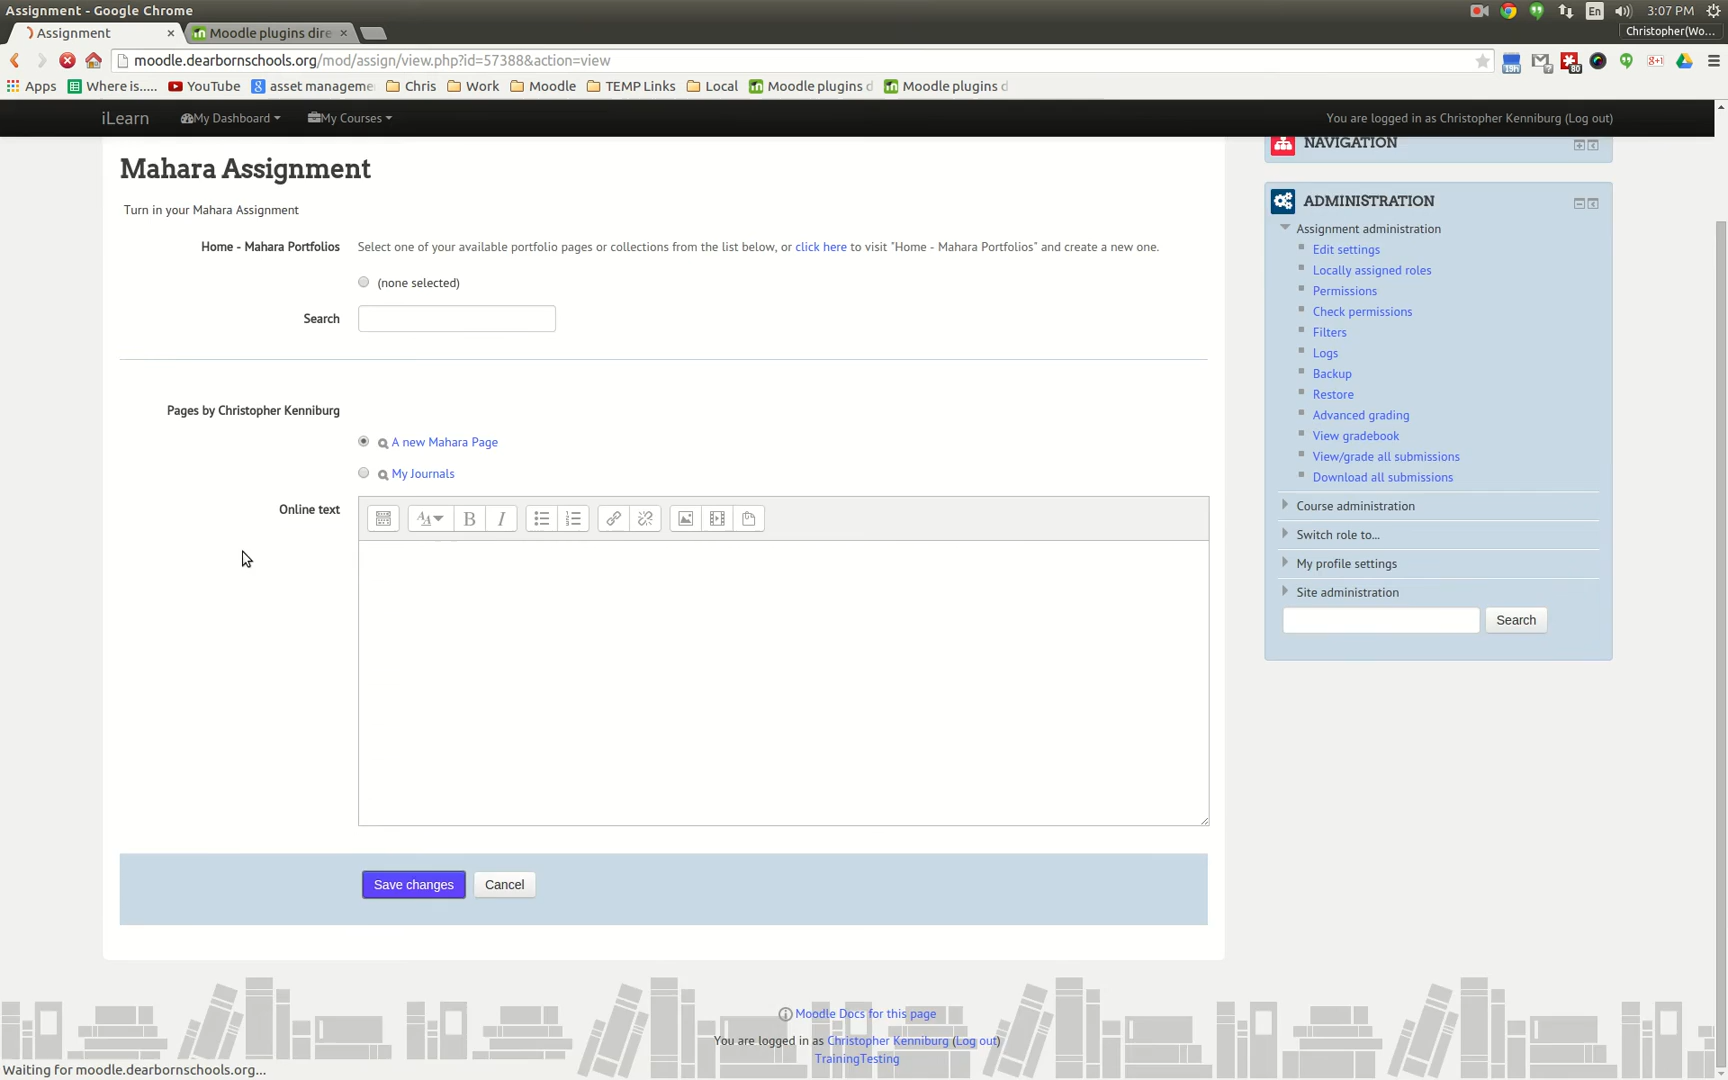 Assignment - Google Chrome
En
3:07 PM
Assignment
Moodle plugins dire
Christopher(Wo...
moodle.dearbornschools.org/mod/assign/view.php?id=57388&action=view
19h
?
80
Apps
Where is.....
YouTube
asset manageme
Chris
Work
Moodle
TEMP Links
Local
Moodle plugins d
Moodle plugins d
iLearn
My Dashboard
My Courses
You are logged in as Christopher Kenniburg (Log out)
Mahara Assignment
Turn in your Mahara Assignment
Home - Mahara Portfolios
Select one of your available portfolio pages or collections from the list below, or click here to visit "Home - Mahara Portfolios" and create a new one.
(none selected)
Search
Pages by Christopher Kenniburg
A new Mahara Page
My Journals
Online text
B
I
Save changes
Cancel
NAVIGATION
ADMINISTRATION
Assignment administration
Edit settings
Locally assigned roles
Permissions
Check permissions
Filters
Logs
Backup
Restore
Advanced grading
View gradebook
View/grade all submissions
Download all submissions
Course administration
Switch role to...
My profile settings
Site administration
Search
Moodle Docs for this page
You are logged in as Christopher Kenniburg (Log out)
TrainingTesting
Waiting for moodle.dearbornschools.org...